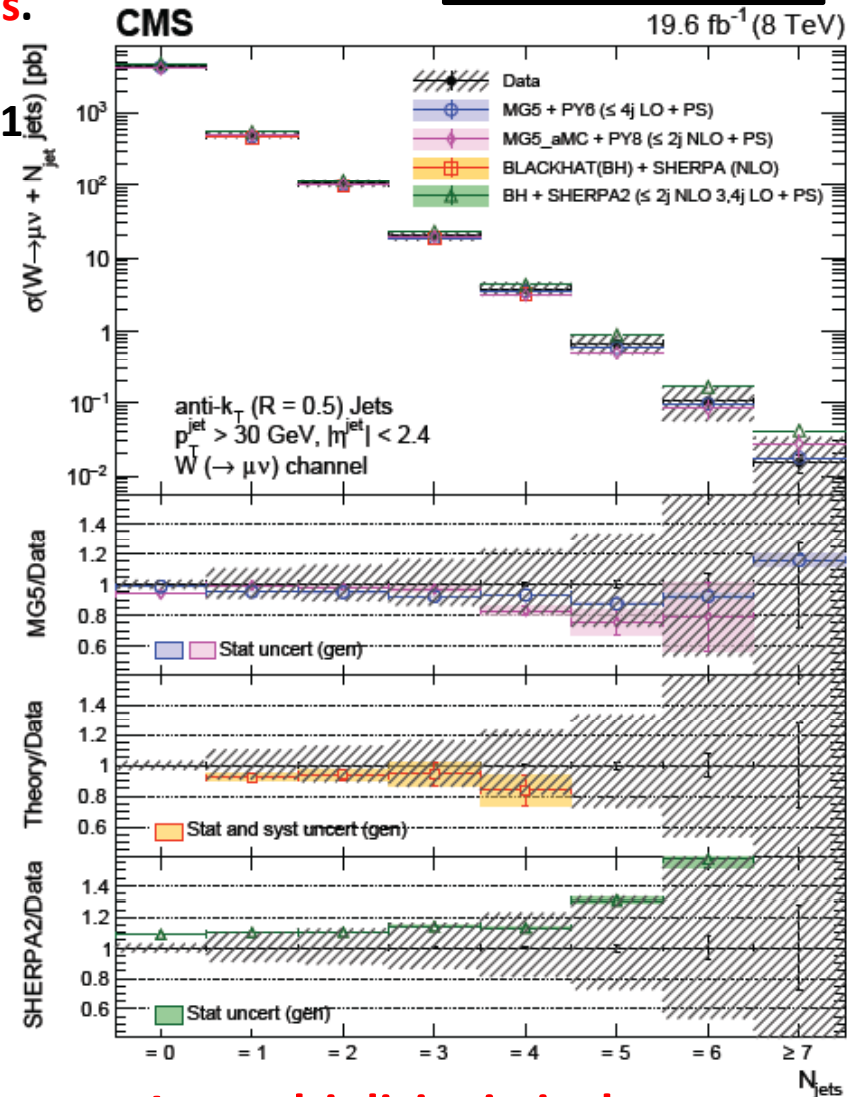 s.
CMS 19.6 fb⁻¹ (8 TeV)
1
σ(W→μν + N_jet jets) [pb]
10³
10²
10
1
10⁻¹
10⁻²
Data
MG5 + PY6 (≤ 4j LO + PS)
MG5_aMC + PY8 (≤ 2j NLO + PS)
BLACKHAT(BH) + SHERPA (NLO)
BH + SHERPA2 (≤ 2j NLO 3,4j LO + PS)
anti-k_T (R = 0.5) Jets
p_T^jet > 30 GeV, |η^jet| < 2.4
W (→ μν) channel
MG5/Data
1.4
1.2
1
0.8
0.6
Stat uncert (gen)
Theory/Data
1.4
1.2
1
0.8
0.6
Stat and syst uncert (gen)
SHERPA2/Data
1.4
1.2
1
0.8
0.6
Stat uncert (gen)
= 0 = 1 = 2 = 3 = 4 = 5 = 6 ≥ 7
N_jets